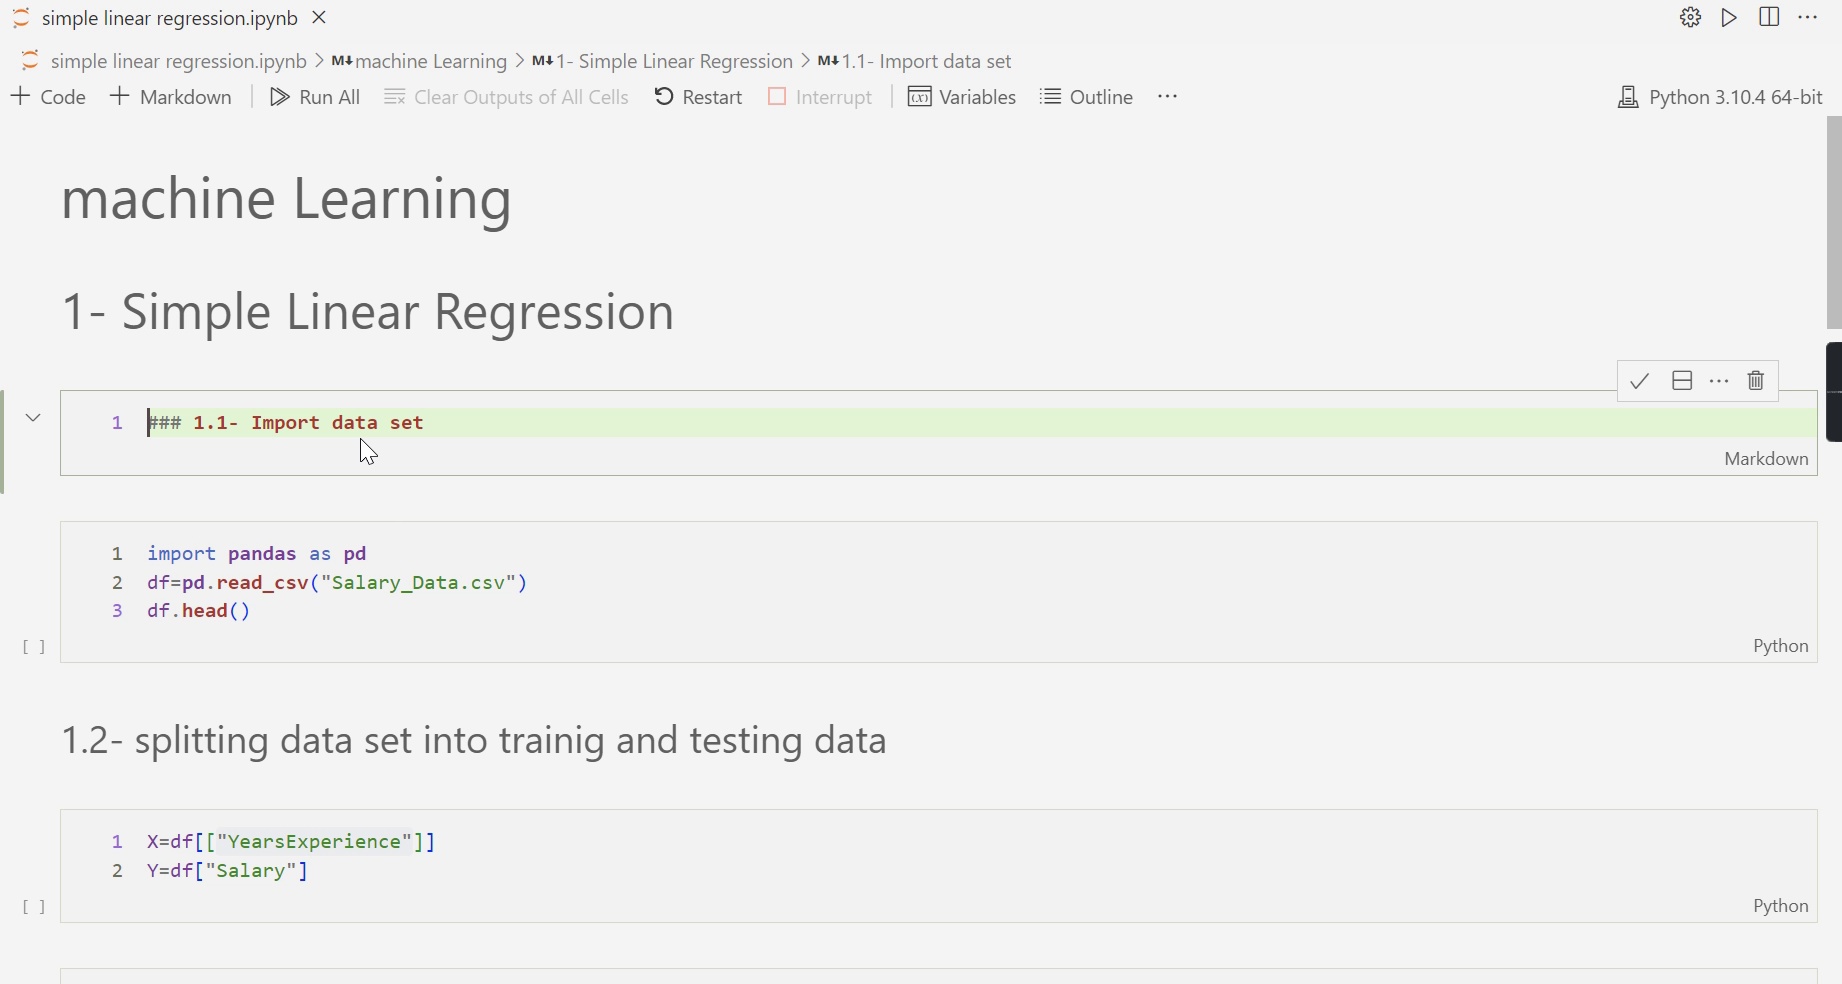 simple linear regression.ipynb
simple linear regression.ipynb > M↓ machine Learning > M↓ 1- Simple Linear Regression > M↓ 1.1- Import data set
+ Code + Markdown Run All Clear Outputs of All Cells Restart Interrupt (x) Variables Outline ... Python 3.10.4 64-bit
machine Learning
1- Simple Linear Regression
1 ### 1.1- Import data set
Markdown
1 import pandas as pd
2 df=pd.read_csv("Salary_Data.csv")
3 df.head()
[ ] Python
1.2- splitting data set into trainig and testing data
1 X=df[["YearsExperience"]]
2 Y=df["Salary"]
[ ] Python